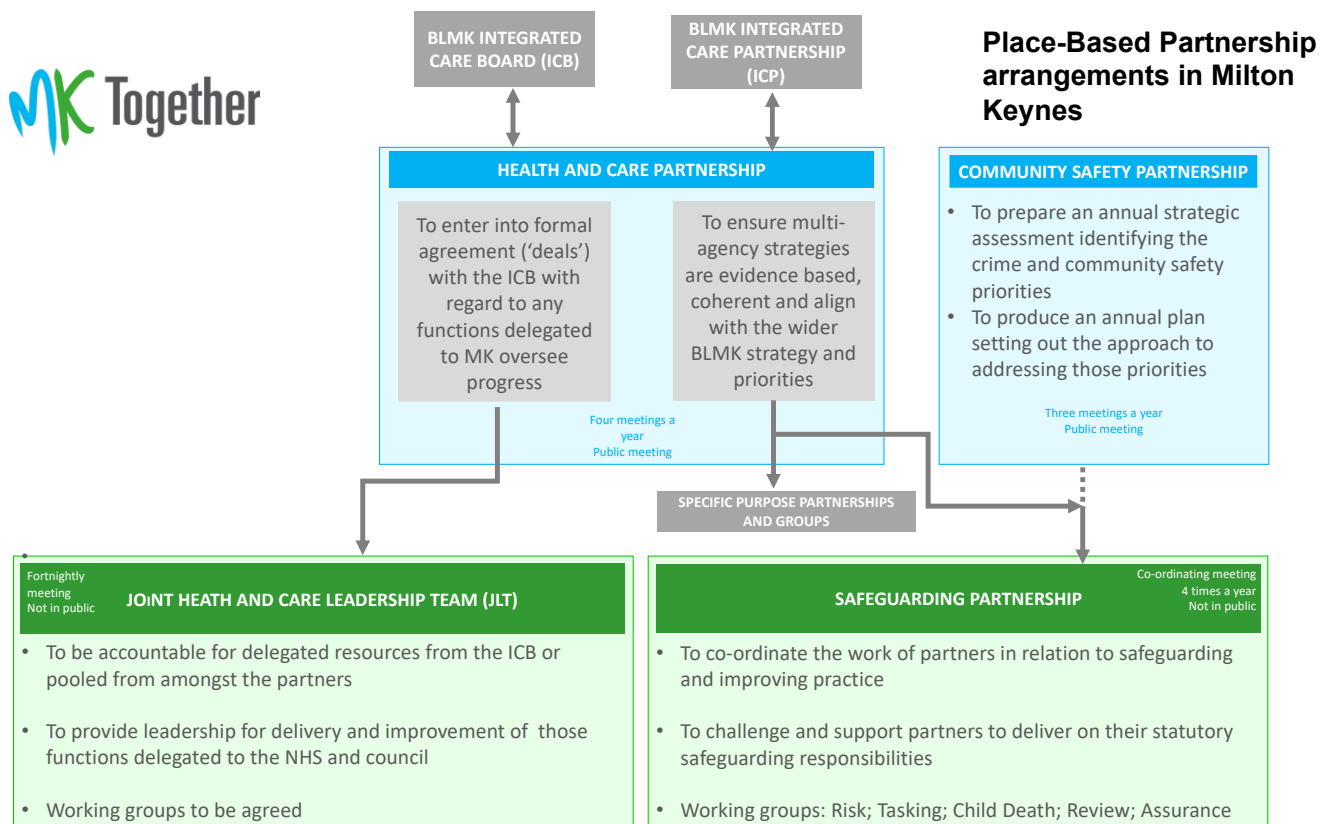 MK Together
BLMK INTEGRATED
CARE BOARD (ICB)
BLMK INTEGRATED
CARE PARTNERSHIP
(ICP)
Place-Based Partnership
arrangements in Milton
Keynes
HEALTH AND CARE PARTNERSHIP
To enter into formal
agreement (‘deals’)
with the ICB with
regard to any
functions delegated
to MK oversee
progress
To ensure multi-
agency strategies
are evidence based,
coherent and align
with the wider
BLMK strategy and
priorities
Four meetings a
year
Public meeting
COMMUNITY SAFETY PARTNERSHIP
• To prepare an annual strategic
assessment identifying the
crime and community safety
priorities
• To produce an annual plan
setting out the approach to
addressing those priorities
Three meetings a year
Public meeting
SPECIFIC PURPOSE PARTNERSHIPS
AND GROUPS
•
Fortnightly
meeting
Not in public
JOiNT HEATH AND CARE LEADERSHIP TEAM (JLT)
• To be accountable for delegated resources from the ICB or
pooled from amongst the partners
• To provide leadership for delivery and improvement of those
functions delegated to the NHS and council
• Working groups to be agreed
SAFEGUARDING PARTNERSHIP
Co-ordinating meeting
4 times a year
Not in public
• To co-ordinate the work of partners in relation to safeguarding
and improving practice
• To challenge and support partners to deliver on their statutory
safeguarding responsibilities
• Working groups: Risk; Tasking; Child Death; Review; Assurance